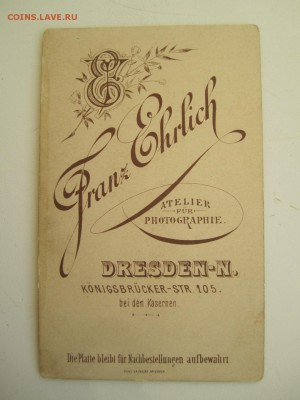 COINS.LAVE.RU
Franz Ehrlich
ATELIER
FÜR
PHOTOGRAPHIE.
DRESDEN-N.
KÖNIGSBRÜCKER-STR. 105.
bei den Kasernen.
Die Platte bleibt für Nachbestellungen aufbewahrt